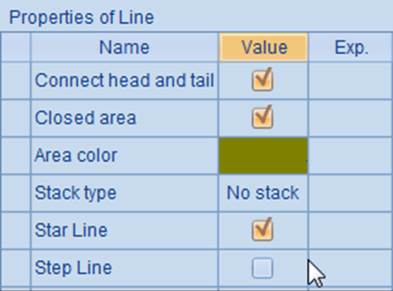 Properties of Line
Name Value Exp.
Connect head and tail
Closed area
Area color
Stack type No stack
Star Line
Step Line